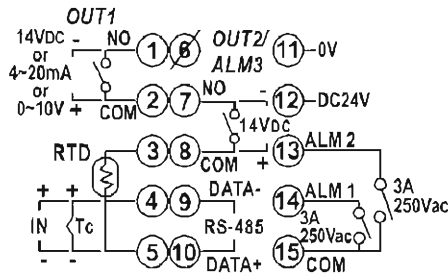 OUT1
14VDC - NO 1 6 OUT2/ 11 0V
or ALM3
4~20mA
or NO
0~10V + COM 2 7 - 12 DC24V
14VDC
RTD 3 8 COM + 13 ALM 2
+ + 4 9 DATA- 14 ALM 1 3A
250Vac
IN Tc RS-485 3A
250Vac
- - 5 10 DATA+ 15 COM